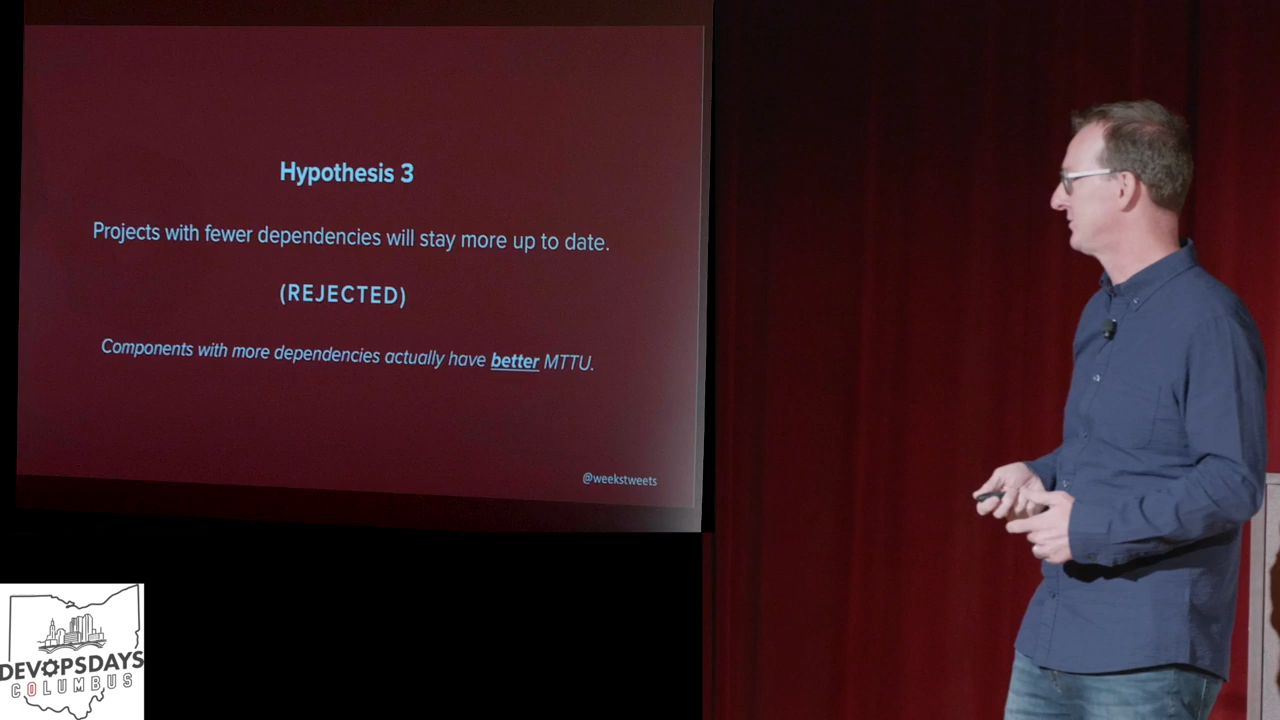 Hypothesis 3
Projects with fewer dependencies will stay more up to date.
(REJECTED)
Components with more dependencies actually have better MTTU.
@weekstweets
DEVOPSDAYS
COLUMBUS